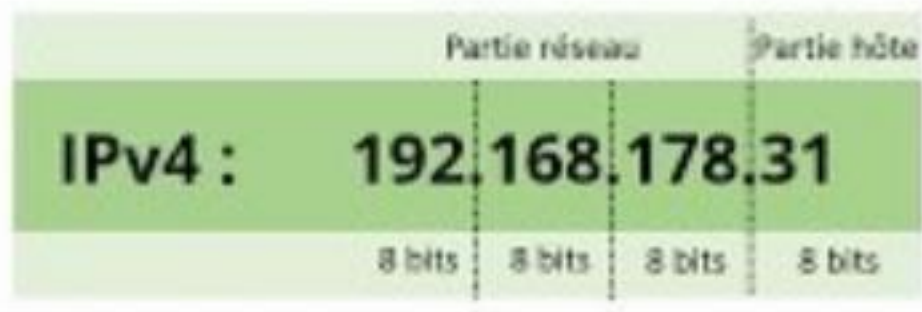 Partie réseau Partie hôte
IPv4 : 192.168.178.31
8 bits 8 bits 8 bits 8 bits